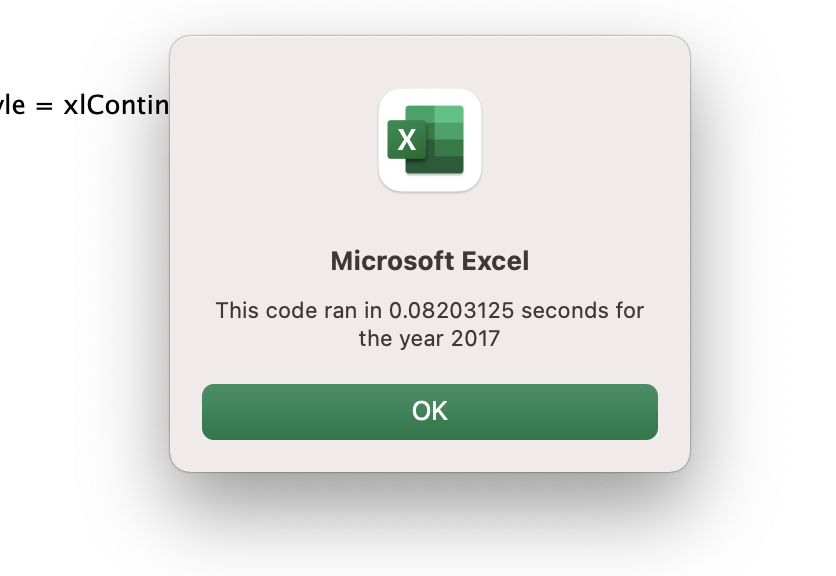 yle = xlContin
X
Microsoft Excel
This code ran in 0.08203125 seconds for
the year 2017
OK